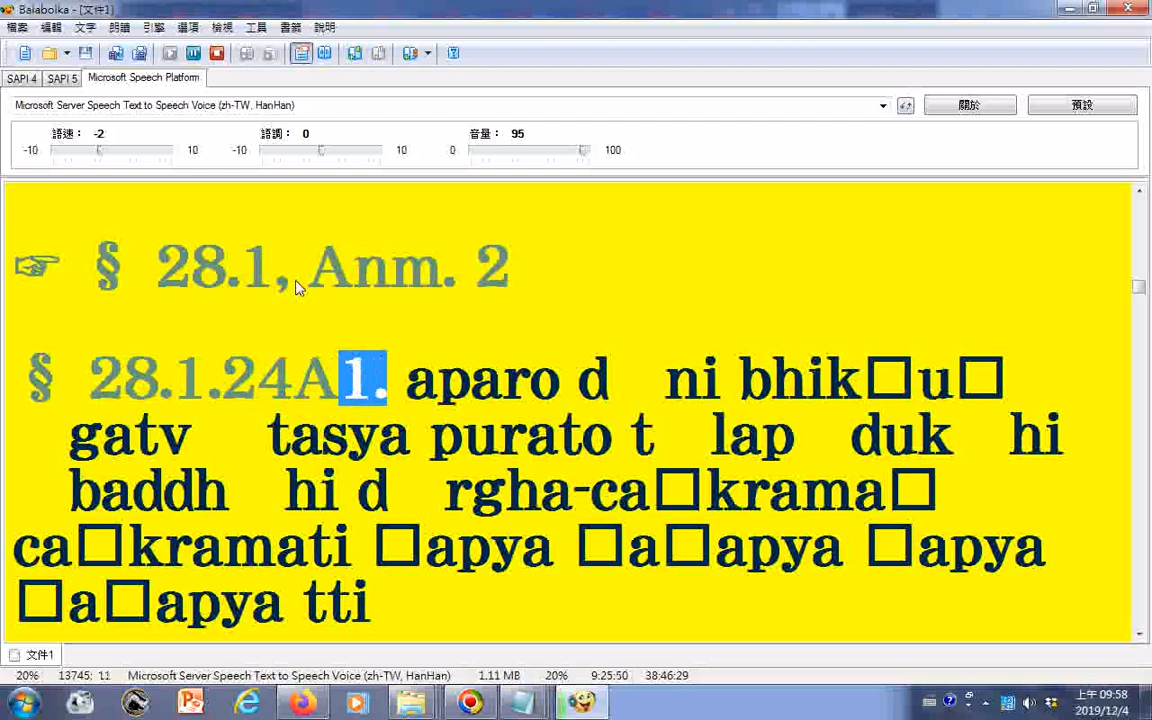 Balabolka - [文件1]
檔案 編輯 文字 朗讀 引擎 選項 檢視 工具 書籤 說明
SAPI 4 SAPI 5 Microsoft Speech Platform
Microsoft Server Speech Text to Speech Voice (zh-TW, HanHan) 關於 預設
語速： -2 語調： 0 音量： 95
-10 10 -10 10 0 100
☞ § 28.1, Anm. 2
§ 28.1.24A1. aparo d ni bhik□u□
gatv tasya purato t lap duk hi
baddh hi d rgha-ca□krama□
ca□kramati □apya □a□apya □apya
□a□apya tti
文件1
20% 13745: 11 Microsoft Server Speech Text to Speech Voice (zh-TW, HanHan) 1.11 MB 20% 9:25:50 38:46:29
上午 09:58
2019/12/4